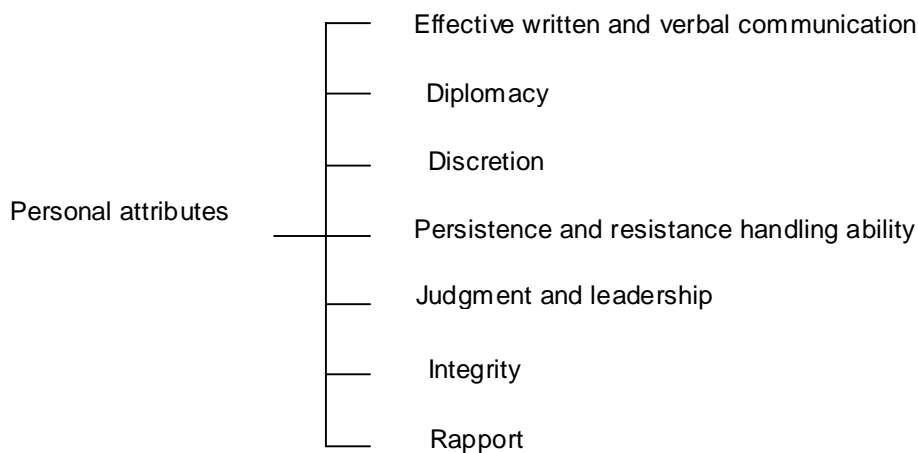 Effective written and verbal communication
Diplomacy
Discretion
Personal attributes
Persistence and resistance handling ability
Judgment and leadership
Integrity
Rapport